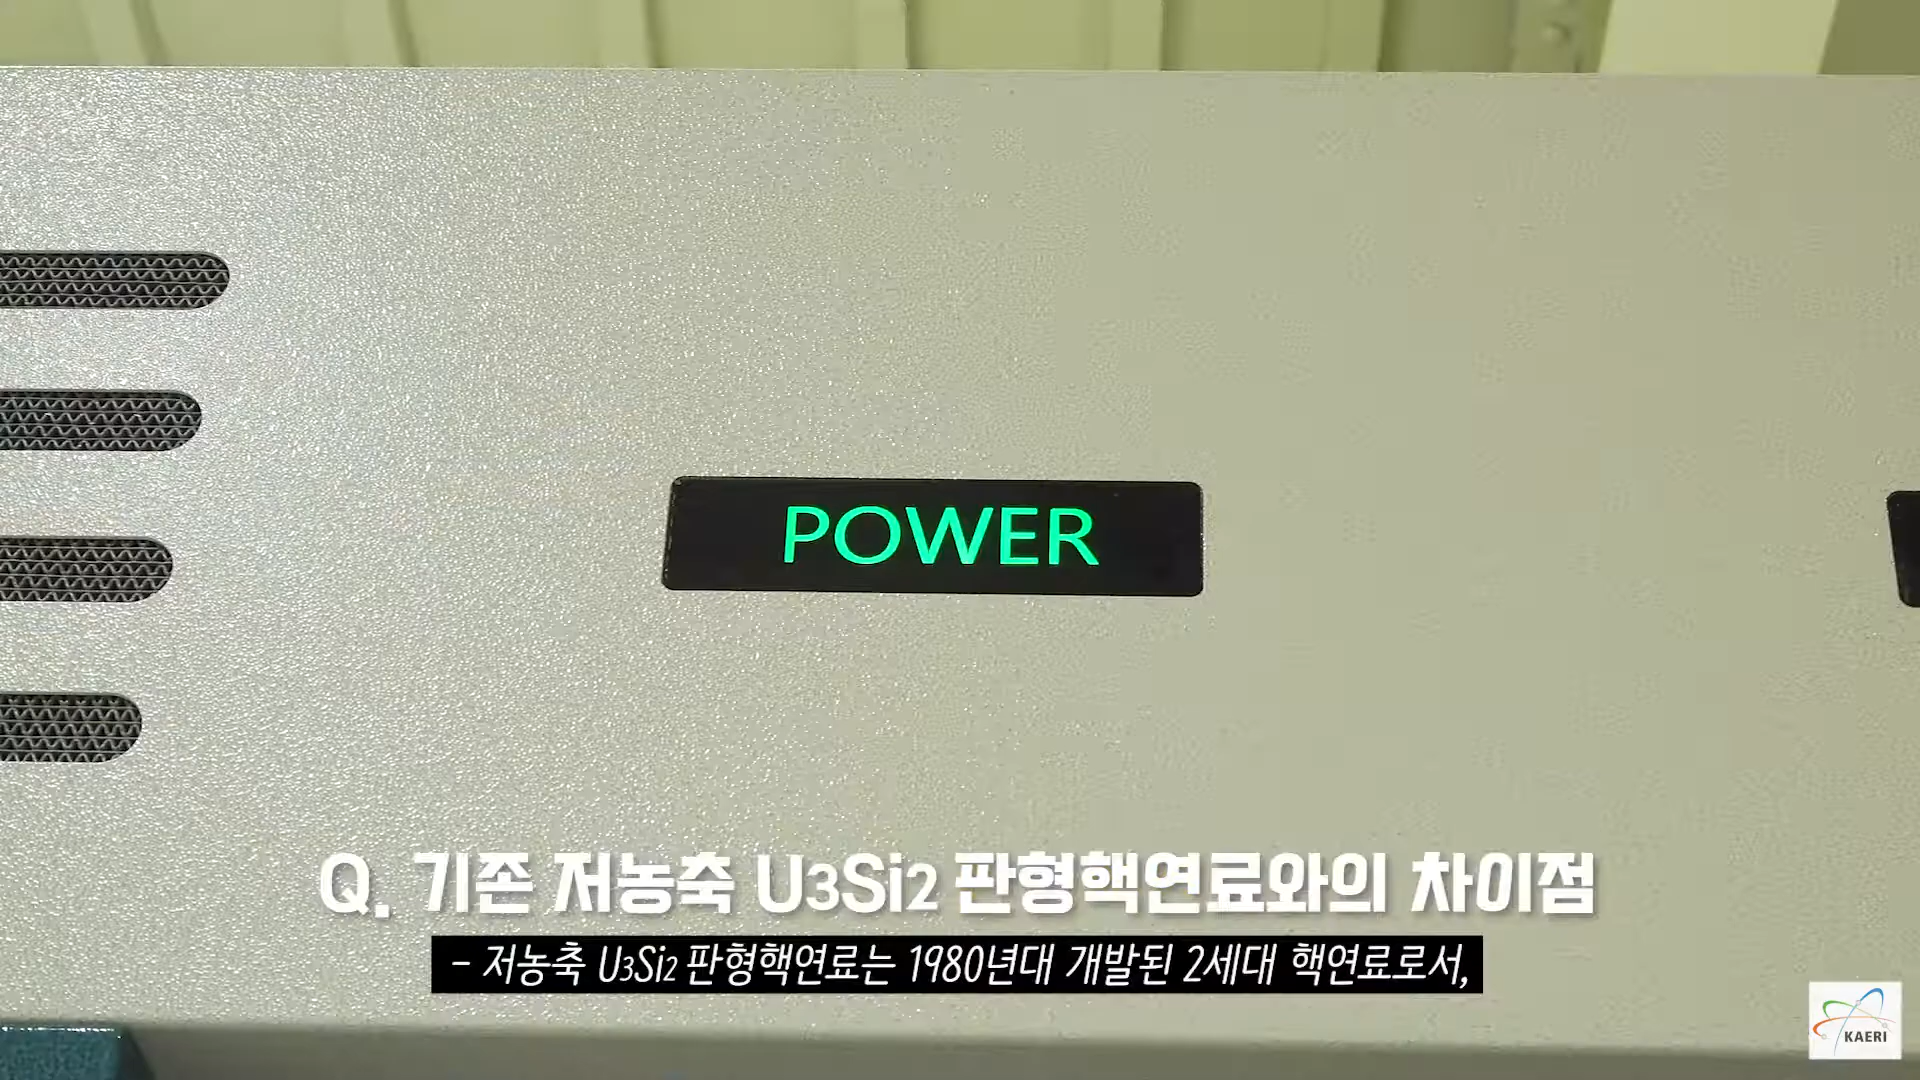 POWER
Q. 기존 저농축 U3Si2 판형핵연료와의 차이점
- 저농축 U3Si2 판형핵연료는 1980년대 개발된 2세대 핵연료로서,
KAERI